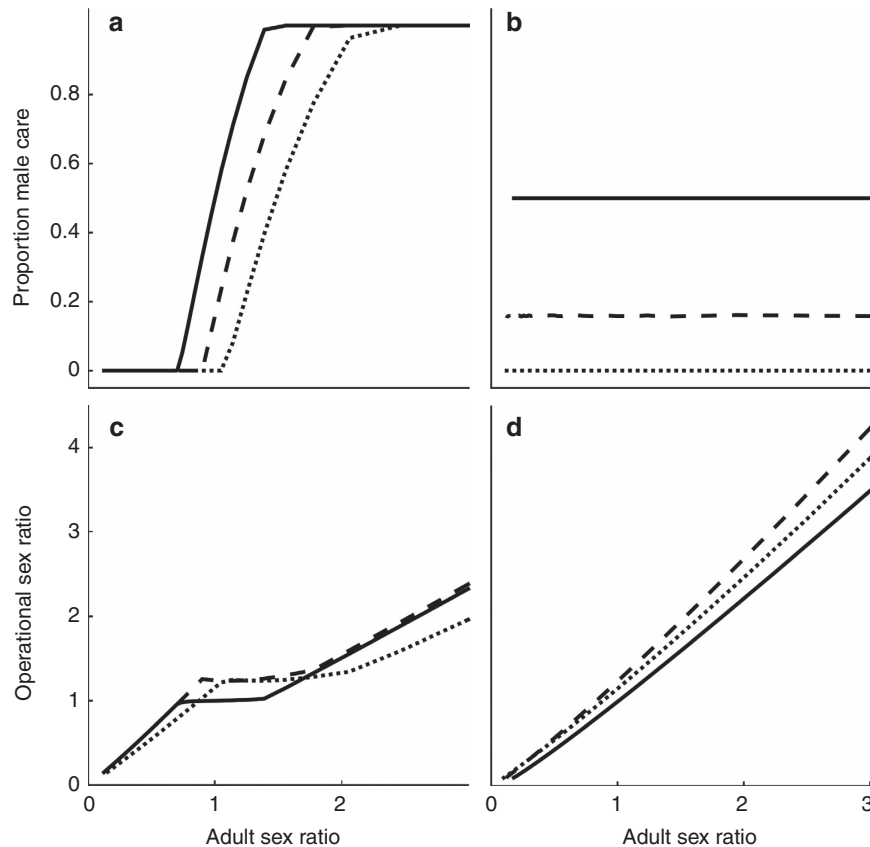 a
b
Proportion male care
0.8
0.6
0.4
0.2
0
c
d
Operational sex ratio
4
3
2
1
0
0 1 2
0 1 2 3
Adult sex ratio
Adult sex ratio